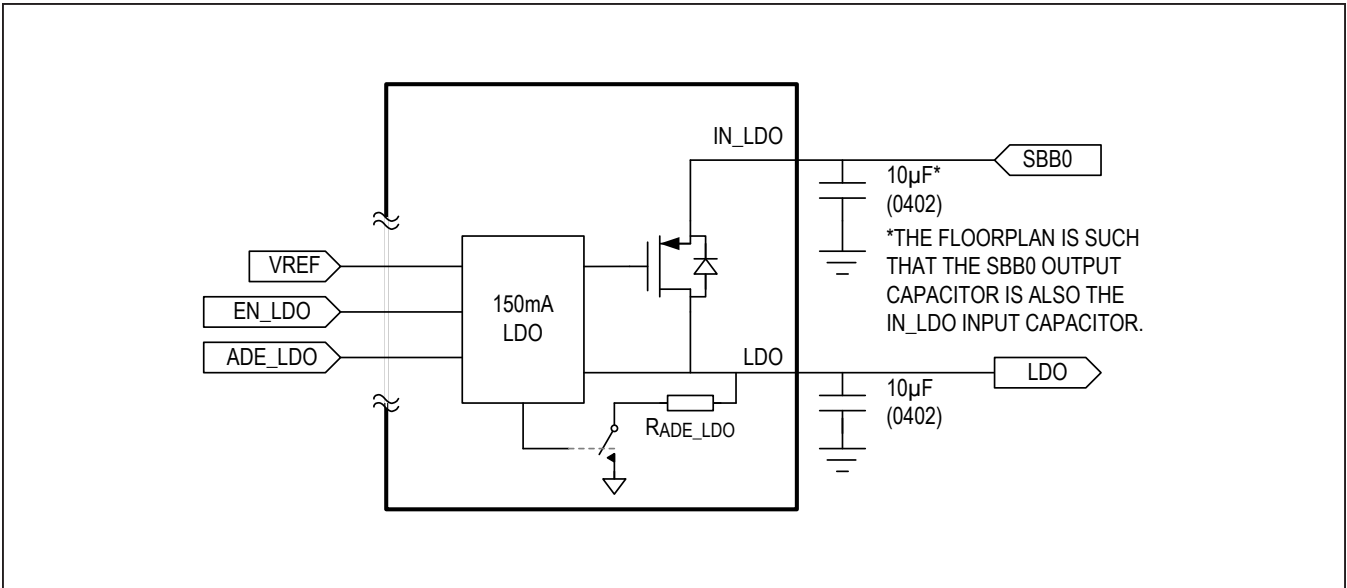 IN_LDO
SBB0
10µF*
(0402)
*THE FLOORPLAN IS SUCH
THAT THE SBB0 OUTPUT
CAPACITOR IS ALSO THE
IN_LDO INPUT CAPACITOR.
VREF
EN_LDO
ADE_LDO
150mA
LDO
LDO
LDO
10µF
(0402)
RADE_LDO